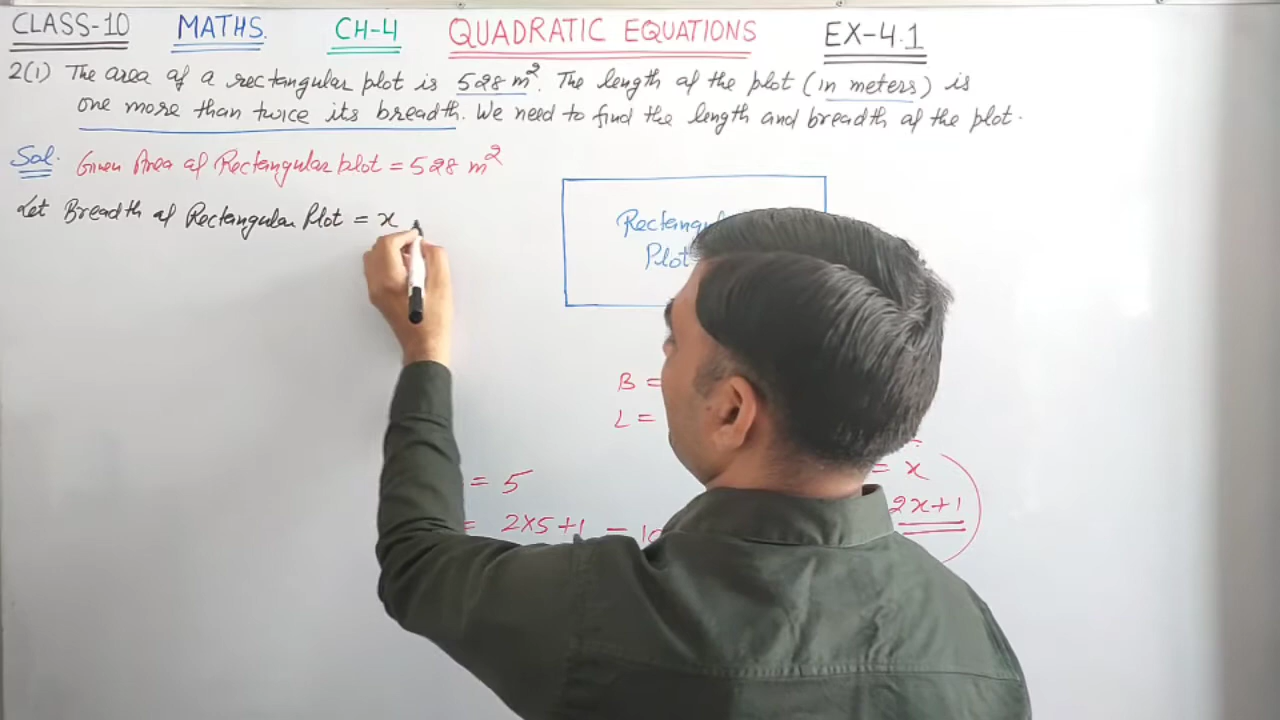 CLASS-10 MATHS. CH-4 QUADRATIC EQUATIONS EX-4.1
2(1) The area of a rectangular plot is 528 m². The length of the plot (in meters) is
one more than twice its breadth. We need to find the length and breadth of the plot.
Sol. Given Area of Rectangular plot = 528 m²
Let Breadth of Rectangular Plot = x
Plot
B =
L =
= x
2x+1
= 5
= 2×5+1